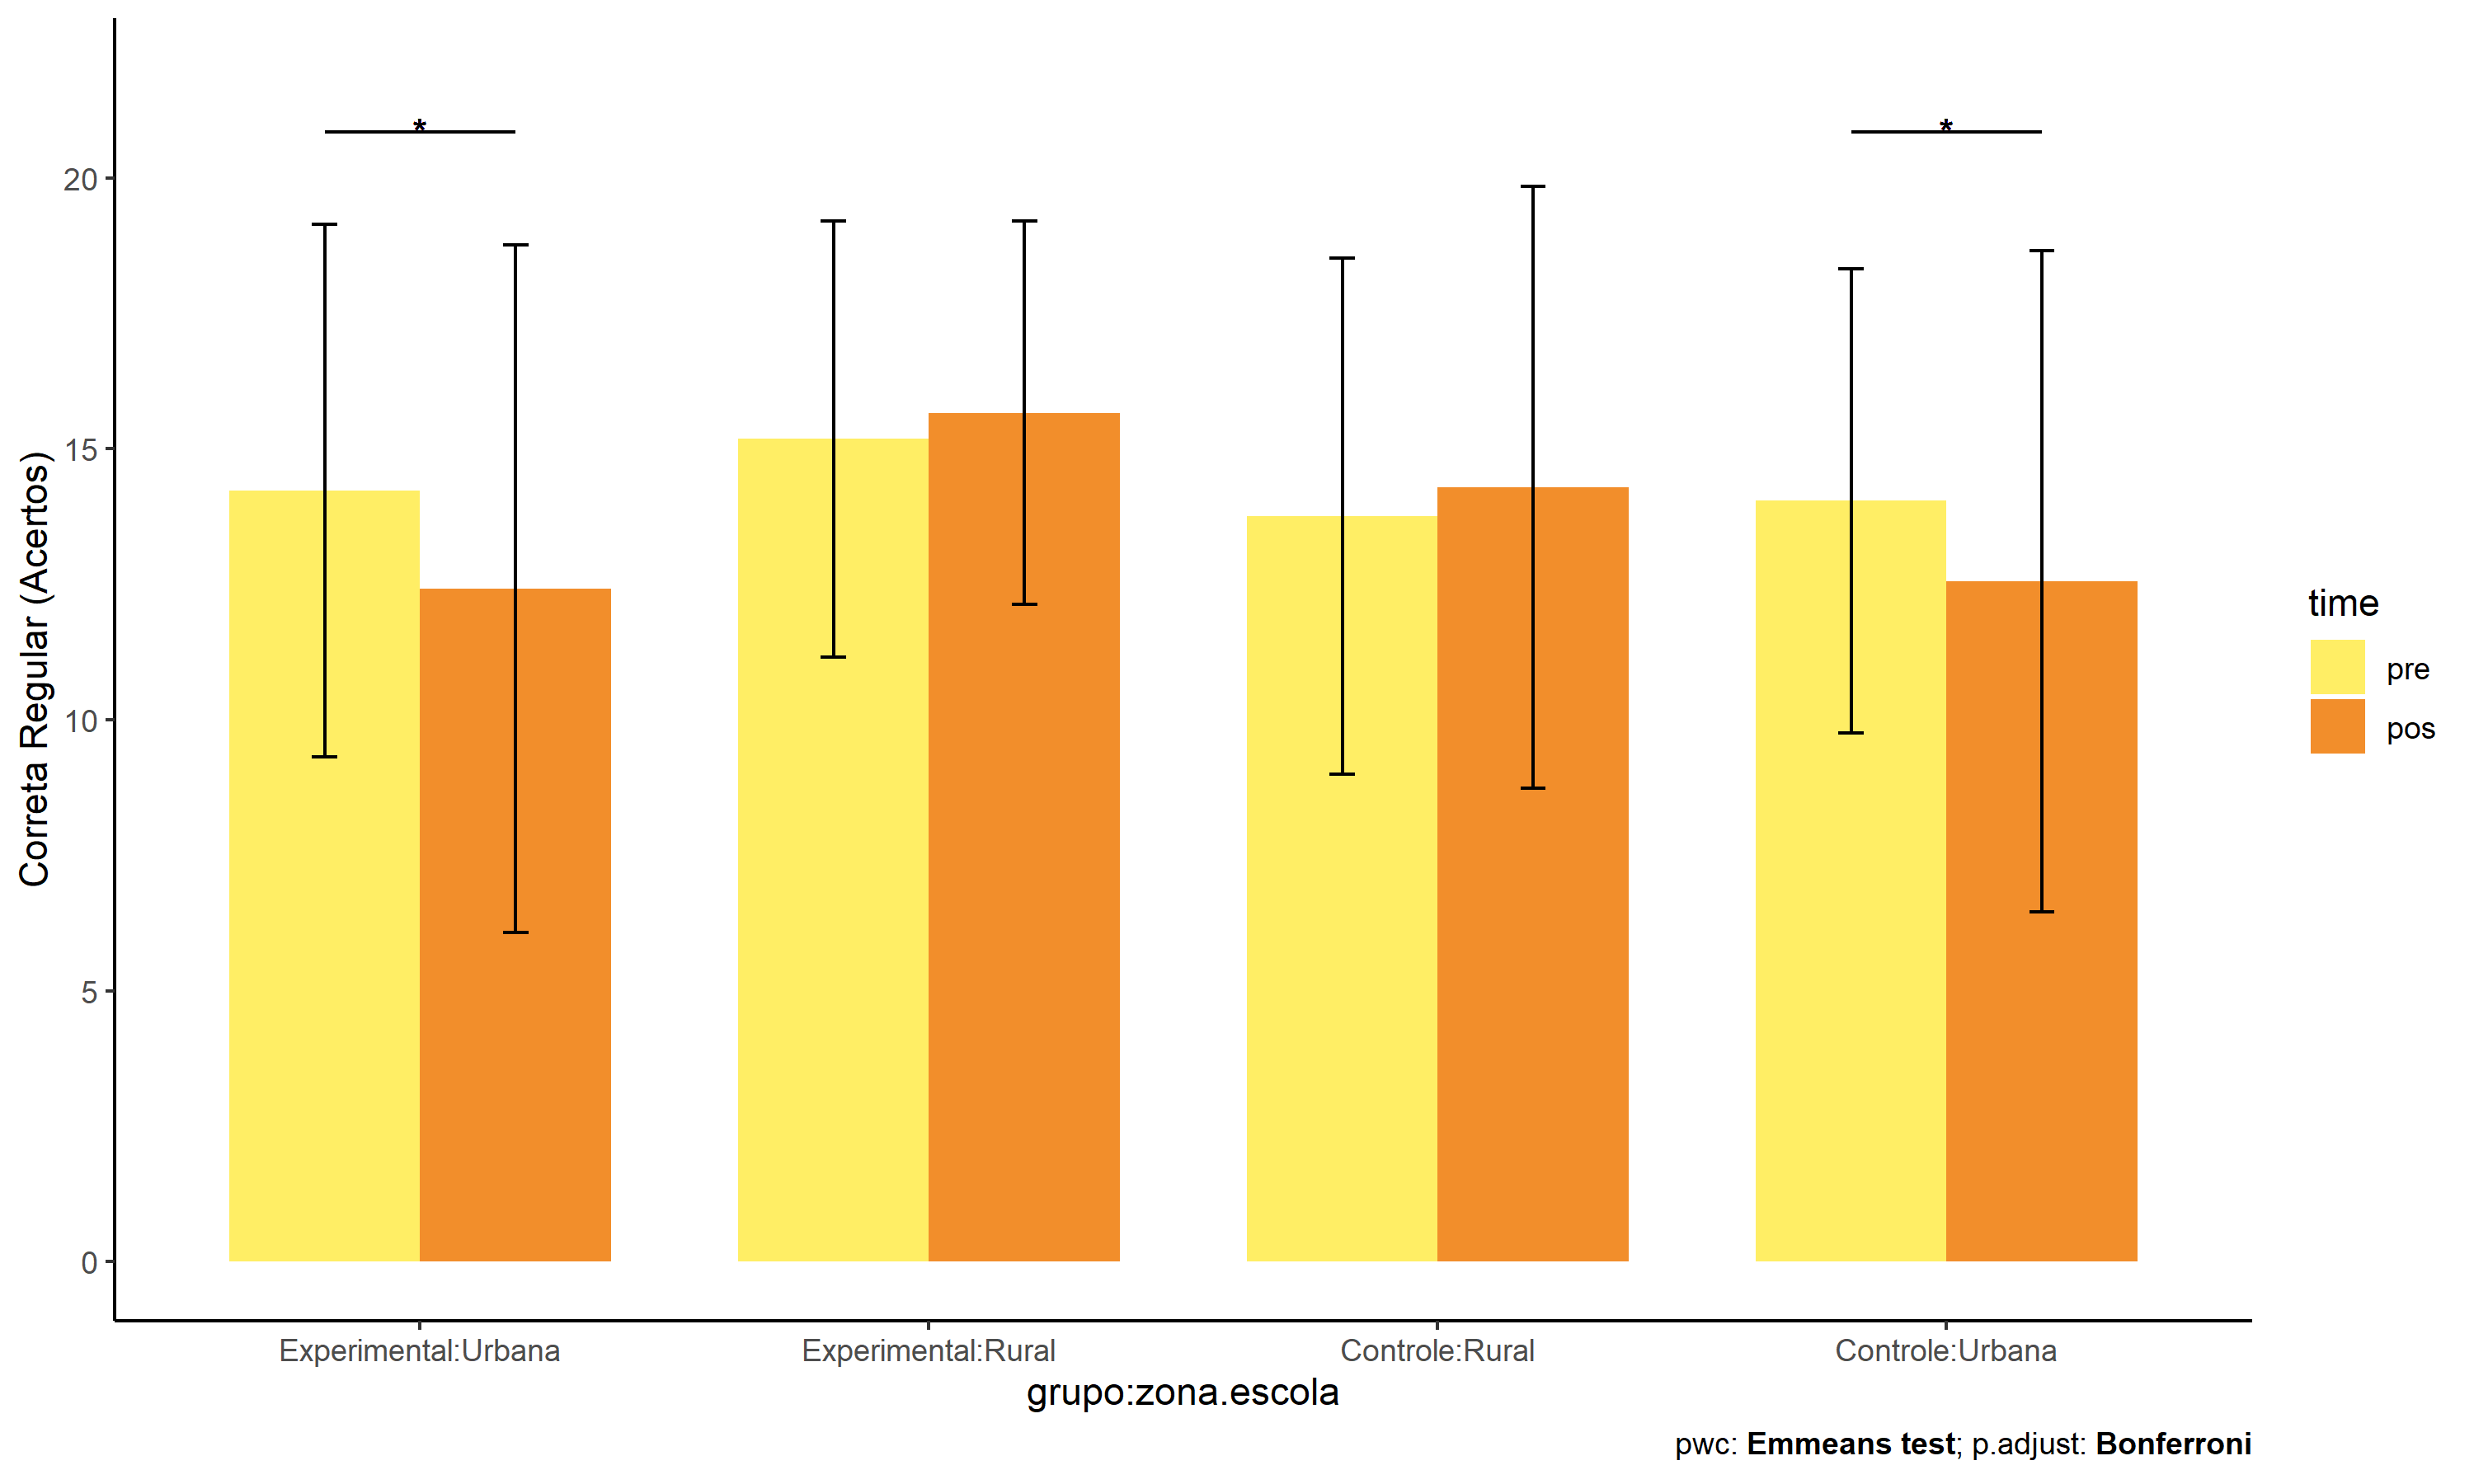 *
*
20
15
10
5
0
Correta Regular (Acertos)
Experimental:Urbana
Experimental:Rural
Controle:Rural
Controle:Urbana
grupo:zona.escola
time
pre
pos
pwc: Emmeans test; p.adjust: Bonferroni